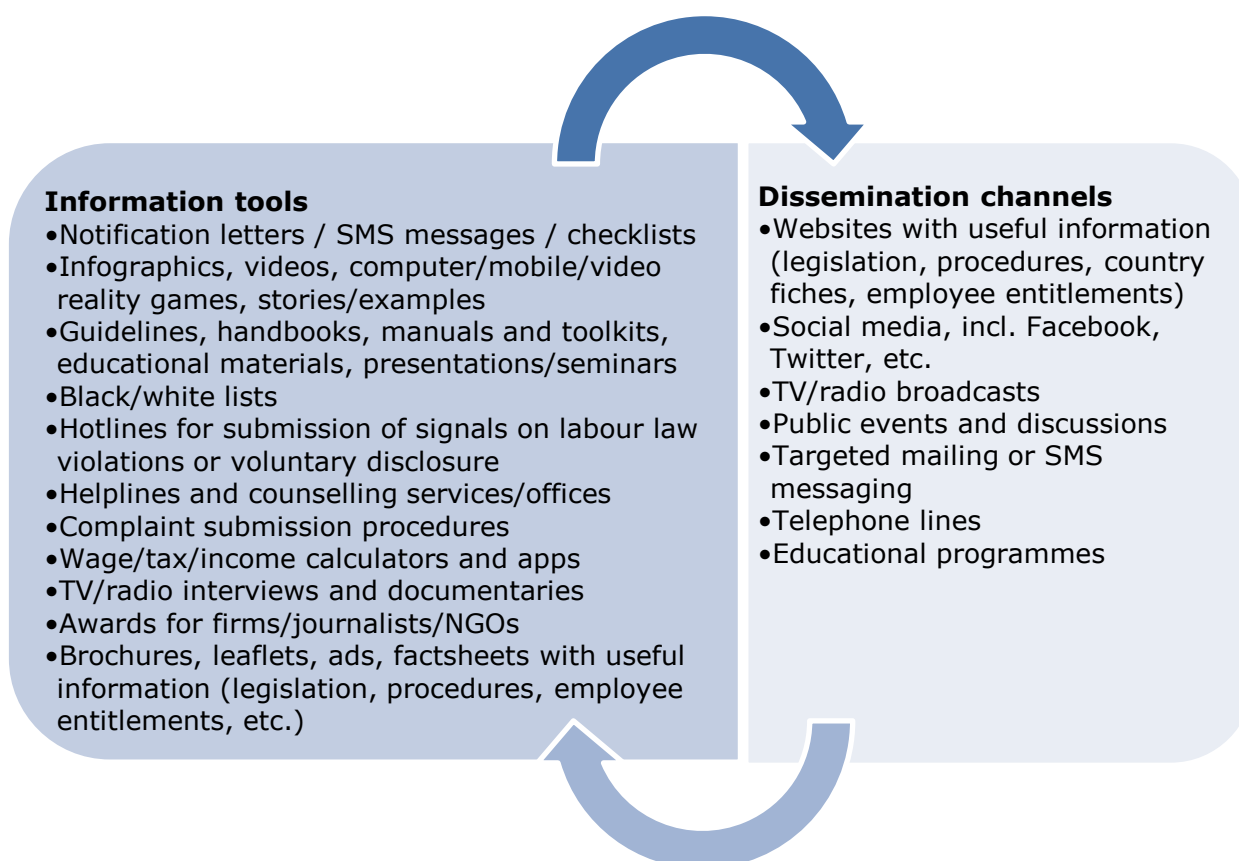 Information tools
•Notification letters / SMS messages / checklists
•Infographics, videos, computer/mobile/video
reality games, stories/examples
•Guidelines, handbooks, manuals and toolkits,
educational materials, presentations/seminars
•Black/white lists
•Hotlines for submission of signals on labour law
violations or voluntary disclosure
•Helplines and counselling services/offices
•Complaint submission procedures
•Wage/tax/income calculators and apps
•TV/radio interviews and documentaries
•Awards for firms/journalists/NGOs
•Brochures, leaflets, ads, factsheets with useful
information (legislation, procedures, employee
entitlements, etc.)
Dissemination channels
•Websites with useful information
(legislation, procedures, country
fiches, employee entitlements)
•Social media, incl. Facebook,
Twitter, etc.
•TV/radio broadcasts
•Public events and discussions
•Targeted mailing or SMS
messaging
•Telephone lines
•Educational programmes